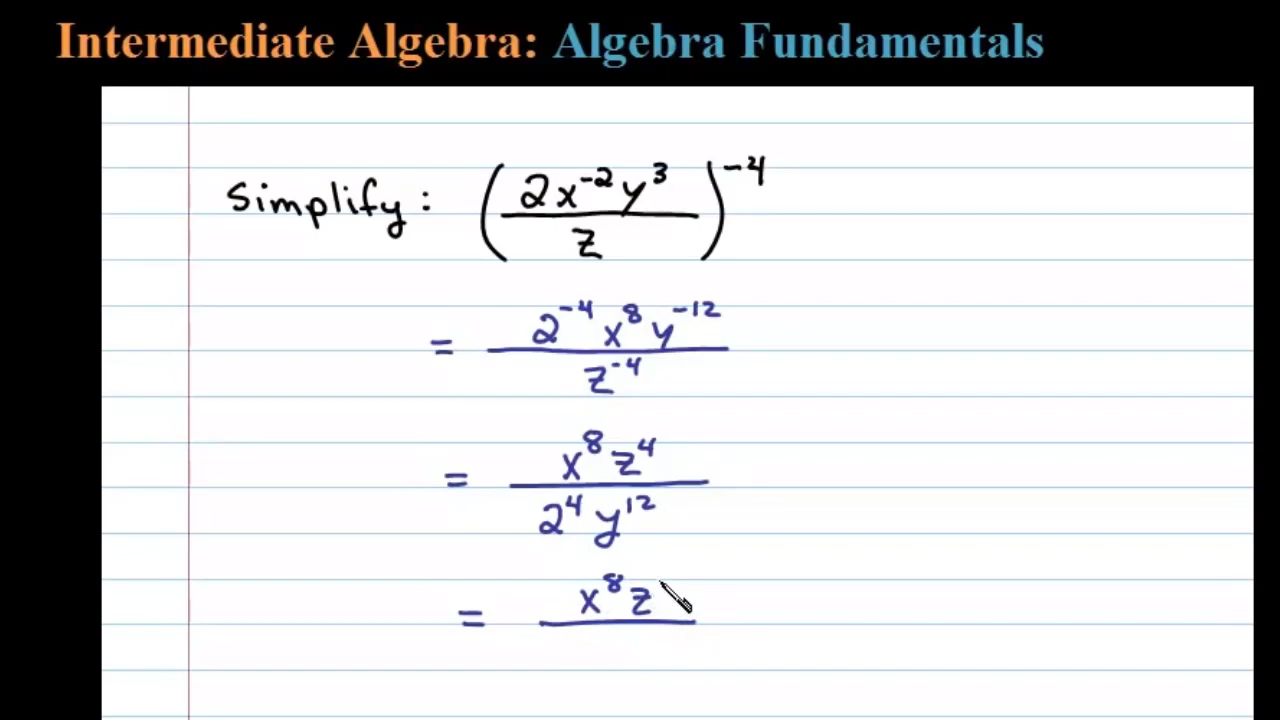 Intermediate Algebra: Algebra Fundamentals
Simplify: (2x⁻²y³ / z)⁻⁴
= 2⁻⁴x⁸y⁻¹² / z⁻⁴
= x⁸z⁴ / 2⁴y¹²
= x⁸z